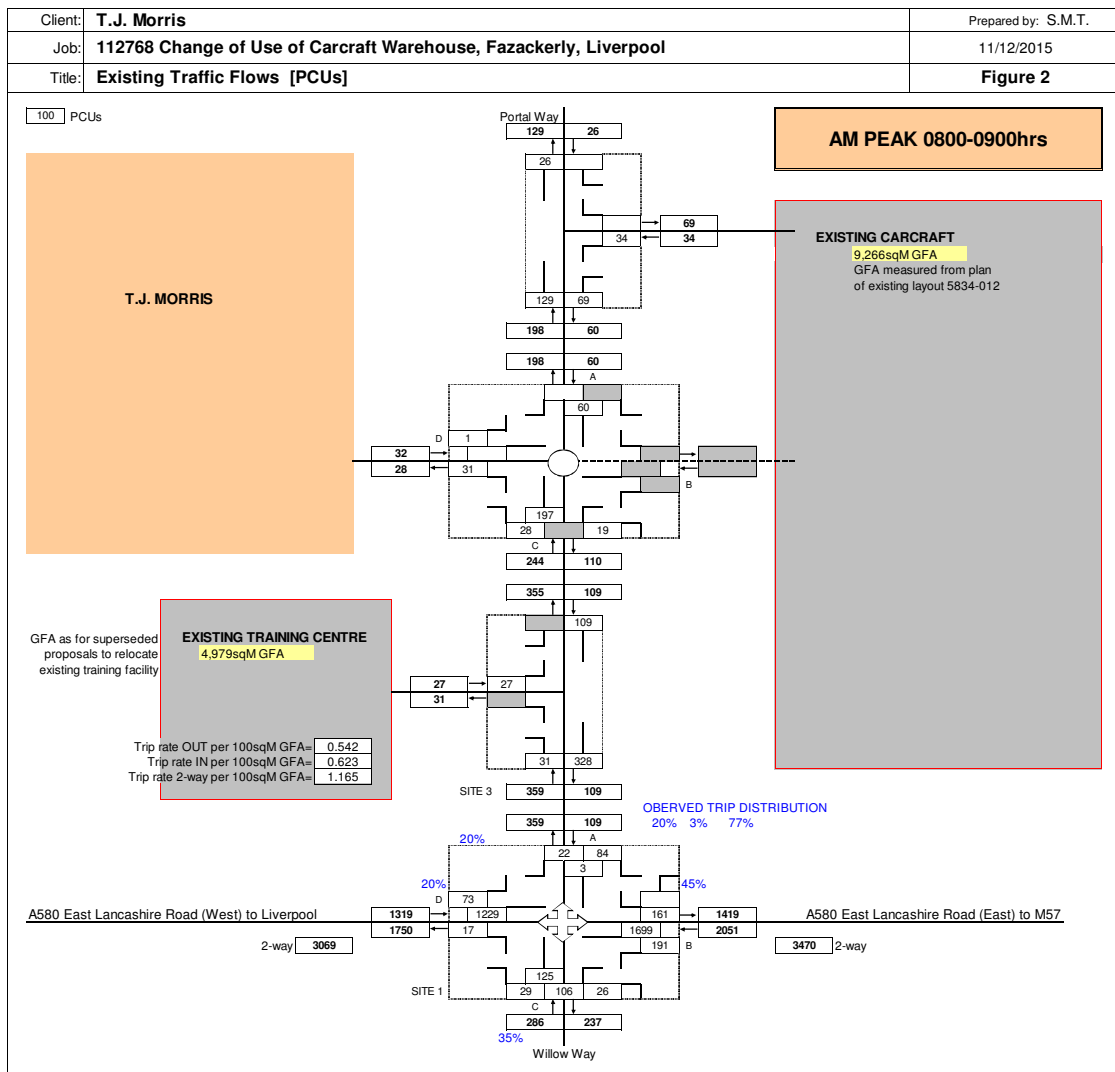 Client: T.J. Morris Prepared by: S.M.T.
Job: 112768 Change of Use of Carcraft Warehouse, Fazackerly, Liverpool 11/12/2015
Title: Existing Traffic Flows [PCUs] Figure 2
100 PCUs
Portal Way
129 26
AM PEAK 0800-0900hrs
26
69
34 34
EXISTING CARCRAFT
9,266sqM GFA
GFA measured from plan
of existing layout 5834-012
T.J. MORRIS
129 69
198 60
198 60
A
60
D 1
32
28 31
B
197
28 19
C
244 110
355 109
109
GFA as for superseded
proposals to relocate
existing training facility
EXISTING TRAINING CENTRE
4,979sqM GFA
27 27
31
Trip rate OUT per 100sqM GFA= 0.542
Trip rate IN per 100sqM GFA= 0.623
Trip rate 2-way per 100sqM GFA= 1.165
31 328
SITE 3 359 109
OBERVED TRIP DISTRIBUTION
20% 3% 77%
359 109
20% A
22 84
3
20% 45%
D 73
A580 East Lancashire Road (West) to Liverpool 1319 1229 161 1419 A580 East Lancashire Road (East) to M57
1750 17 1699 2051
2-way 3069 191 B 3470 2-way
125
SITE 1 29 106 26
C
286 237
35%
Willow Way